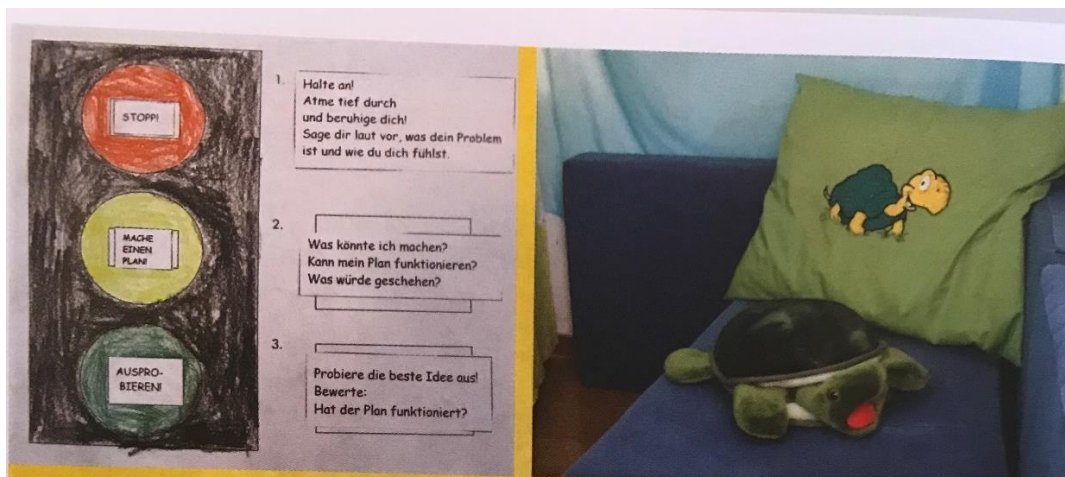 STOPP!
1.
Halte an!
Atme tief durch
und beruhige dich!
Sage dir laut vor, was dein Problem
ist und wie du dich fühlst.
MACHE
EINEN
PLAN!
2.
Was könnte ich machen?
Kann mein Plan funktionieren?
Was würde geschehen?
AUSPRO-
BIEREN!
3.
Probiere die beste Idee aus!
Bewerte:
Hat der Plan funktioniert?